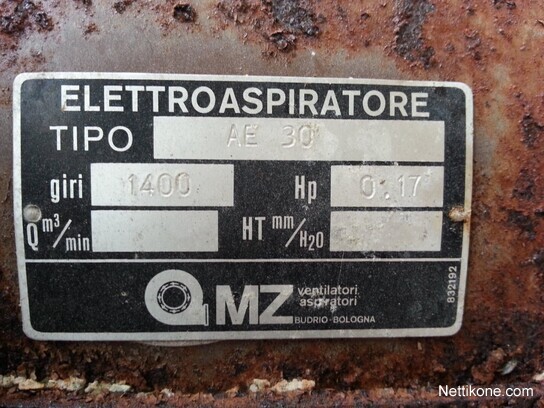 ELETTROASPIRATORE
TIPO AE 30
giri 1400 Hp 0.17
Q m³/min HT mm/H2O
MZ ventilatori aspiratori
BUDRIO-BOLOGNA
832192
Nettikone.com